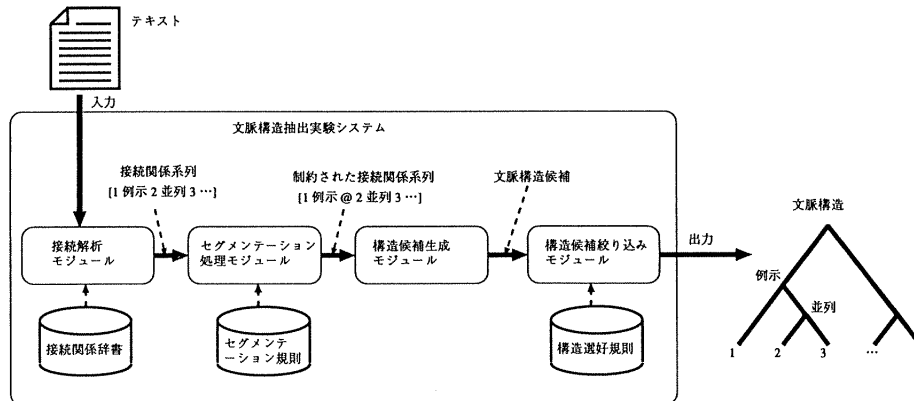 テキスト
入力
文脈構造抽出実験システム
接続関係系列
[1 例示 2 並列 3 …]
制約された接続関係系列
[1 例示 @ 2 並列 3 …]
文脈構造候補
接続解析
モジュール
セグメンテーション
処理モジュール
構造候補生成
モジュール
構造候補絞り込み
モジュール
出力
接続関係辞書
セグメンテ
ーション規則
構造選好規則
文脈構造
例示
並列
1
2
3
…